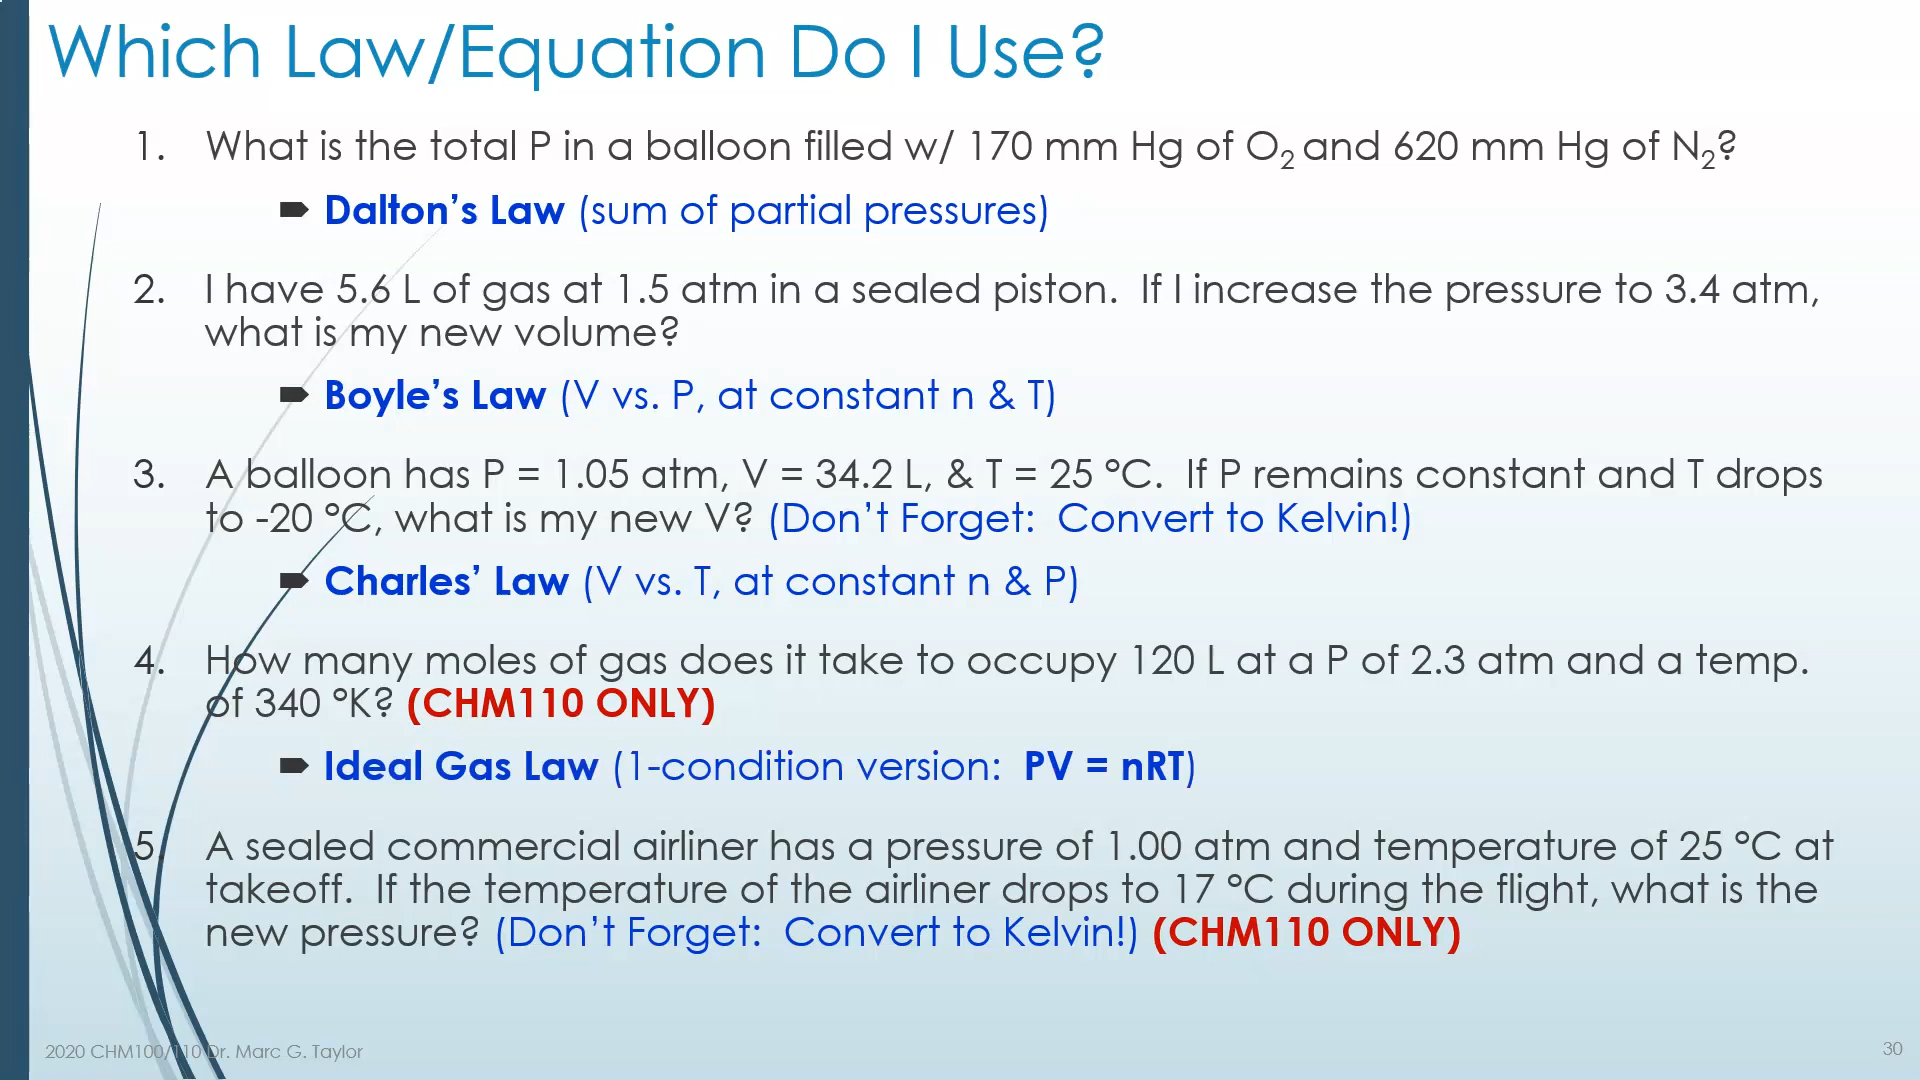 Which Law/Equation Do I Use?
1. What is the total P in a balloon filled w/ 170 mm Hg of O2 and 620 mm Hg of N2?
Dalton’s Law (sum of partial pressures)
2. I have 5.6 L of gas at 1.5 atm in a sealed piston. If I increase the pressure to 3.4 atm,
what is my new volume?
Boyle’s Law (V vs. P, at constant n & T)
3. A balloon has P = 1.05 atm, V = 34.2 L, & T = 25 °C. If P remains constant and T drops
to -20 °C, what is my new V? (Don’t Forget: Convert to Kelvin!)
Charles’ Law (V vs. T, at constant n & P)
4. How many moles of gas does it take to occupy 120 L at a P of 2.3 atm and a temp.
of 340 °K? (CHM110 ONLY)
Ideal Gas Law (1-condition version: PV = nRT)
5. A sealed commercial airliner has a pressure of 1.00 atm and temperature of 25 °C at
takeoff. If the temperature of the airliner drops to 17 °C during the flight, what is the
new pressure? (Don’t Forget: Convert to Kelvin!) (CHM110 ONLY)
2020 CHM100/110 Dr. Marc G. Taylor
30